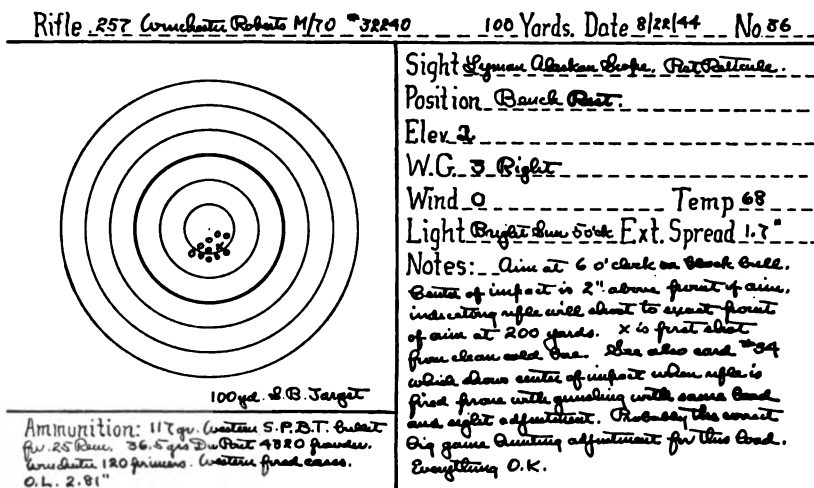 Rifle .257 Winchester Roberts M/70 #32240 100 Yards. Date 8/22/44 No. 36
Sight Lyman Alaskan Scope. Post Reticule.
Position Bench Rest.
Elev 2
W.G. 3 Right
Wind 0 Temp 68
Light Bright Sun 5 o'ck Ext. Spread 1.7"
Notes: Aim at 6 o'clock on black bull.
Center of impact is 2" above point of aim,
indicating rifle will shoot to exact point
of aim at 200 yards. X is first shot
from clean cold bore. See also card #34
which shows center of impact when rifle is
fired prone with gunsling with same load
and sight adjustment. Probably the correct
big game hunting adjustment for this load.
Everything O.K.
100 yd. S.B. Target
Ammunition: 117 gr. Western S.P.B.T. bullet
for .25 Rem. 36.5 grs Du Pont 4320 powder.
Winchester 120 primers. Western fired cases.
O.L. 2.81"